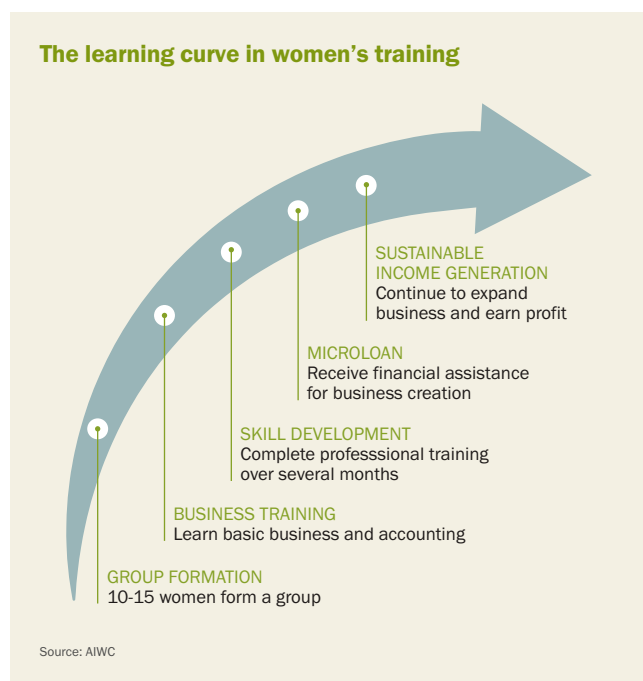 The learning curve in women’s training
SUSTAINABLE
INCOME GENERATION
Continue to expand
business and earn profit
MICROLOAN
Receive financial assistance
for business creation
SKILL DEVELOPMENT
Complete professsional training
over several months
BUSINESS TRAINING
Learn basic business and accounting
GROUP FORMATION
10-15 women form a group
Source: AIWC